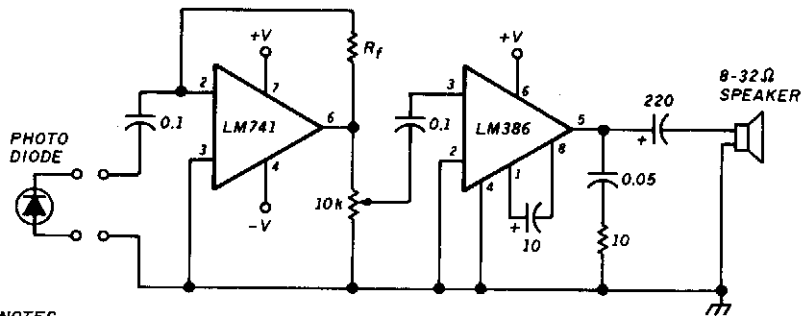 PHOTO
DIODE
0.1
2
3
+V
7
LM741
6
4
-V
Rf
10k
0.1
3
2
+V
6
LM386
5
8
1
4
+
10
220
+
0.05
10
8-32Ω
SPEAKER
NOTES